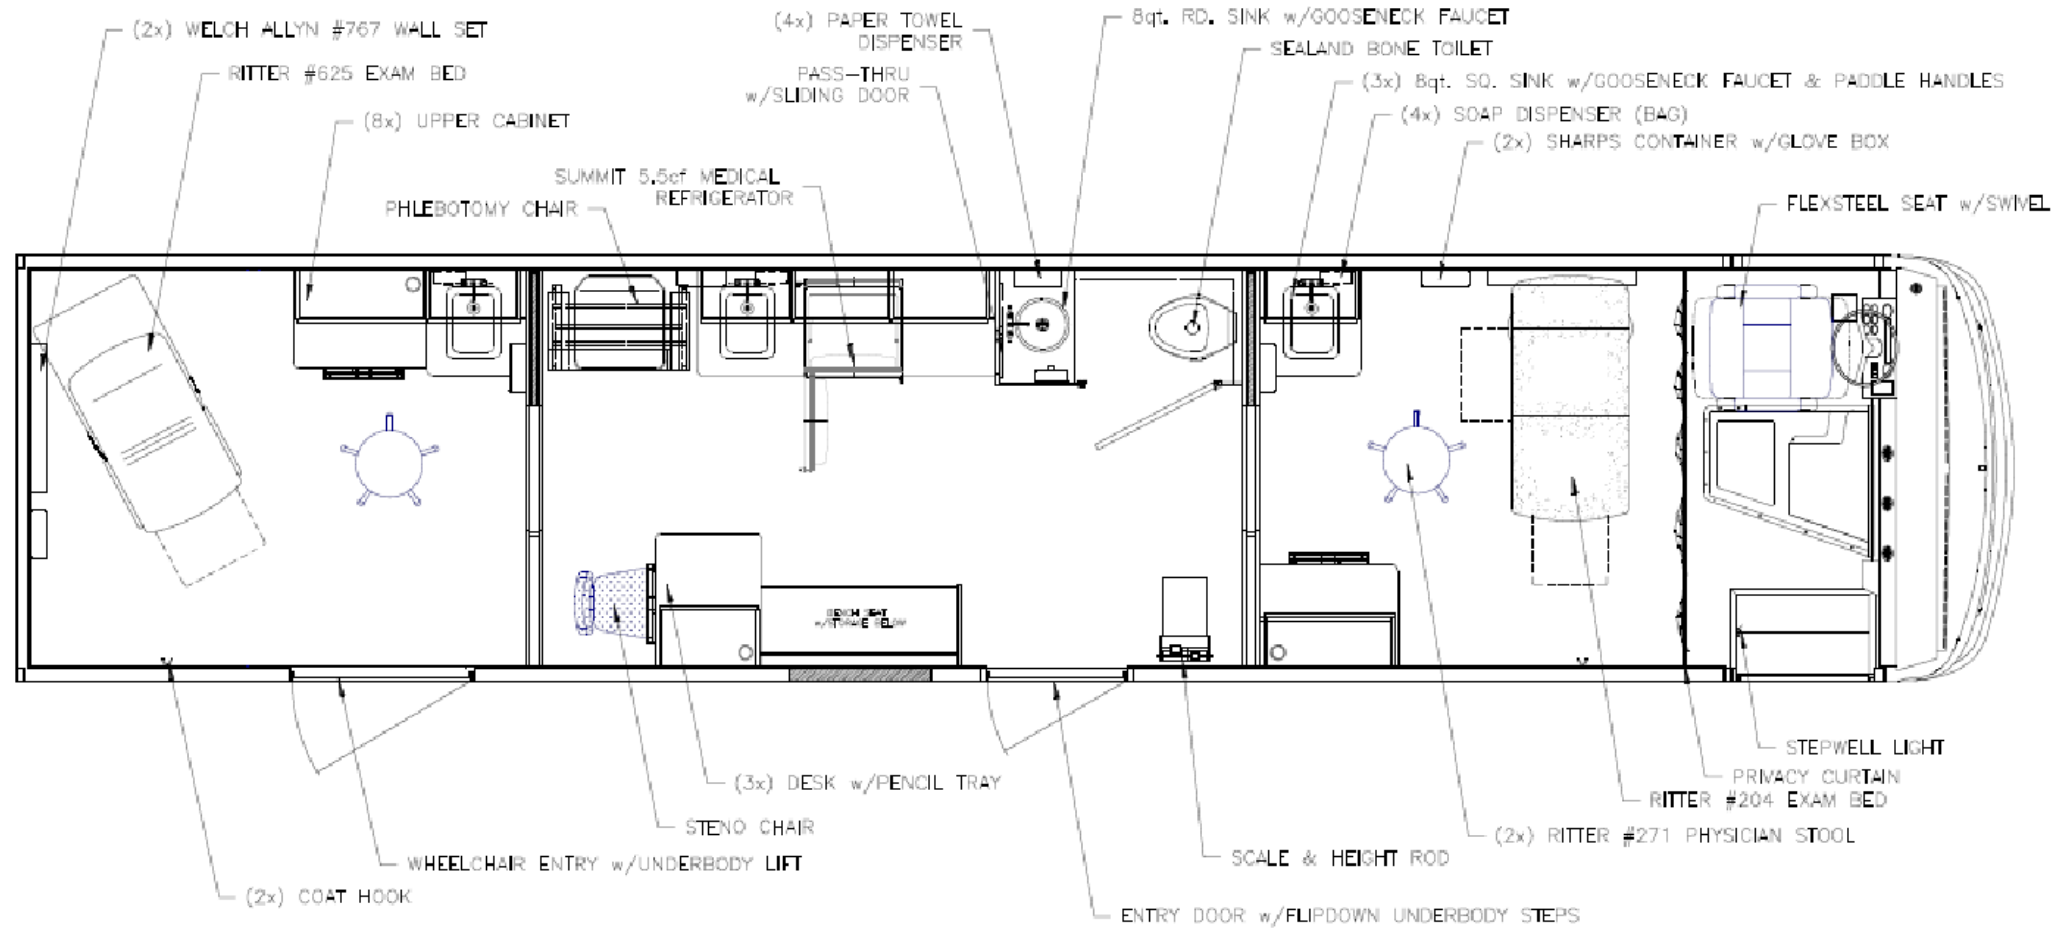 (2x) WELCH ALLYN #767 WALL SET
RITTER #625 EXAM BED
(8x) UPPER CABINET
SUMMIT 5.5cf MEDICAL
REFRIGERATOR
PHLEBOTOMY CHAIR
(4x) PAPER TOWEL
DISPENSER
PASS-THRU
w/SLIDING DOOR
8qt. RD. SINK w/GOOSENECK FAUCET
SEALAND BONE TOILET
(3x) 8qt. SQ. SINK w/GOOSENECK FAUCET & PADDLE HANDLES
(4x) SOAP DISPENSER (BAG)
(2x) SHARPS CONTAINER w/GLOVE BOX
FLEXSTEEL SEAT w/SWIVEL
BENCH SEAT
w/STORAGE BELOW
STEPWELL LIGHT
PRIVACY CURTAIN
RITTER #204 EXAM BED
(2x) RITTER #271 PHYSICIAN STOOL
SCALE & HEIGHT ROD
ENTRY DOOR w/FLIPDOWN UNDERBODY STEPS
(3x) DESK w/PENCIL TRAY
STENO CHAIR
WHEELCHAIR ENTRY w/UNDERBODY LIFT
(2x) COAT HOOK